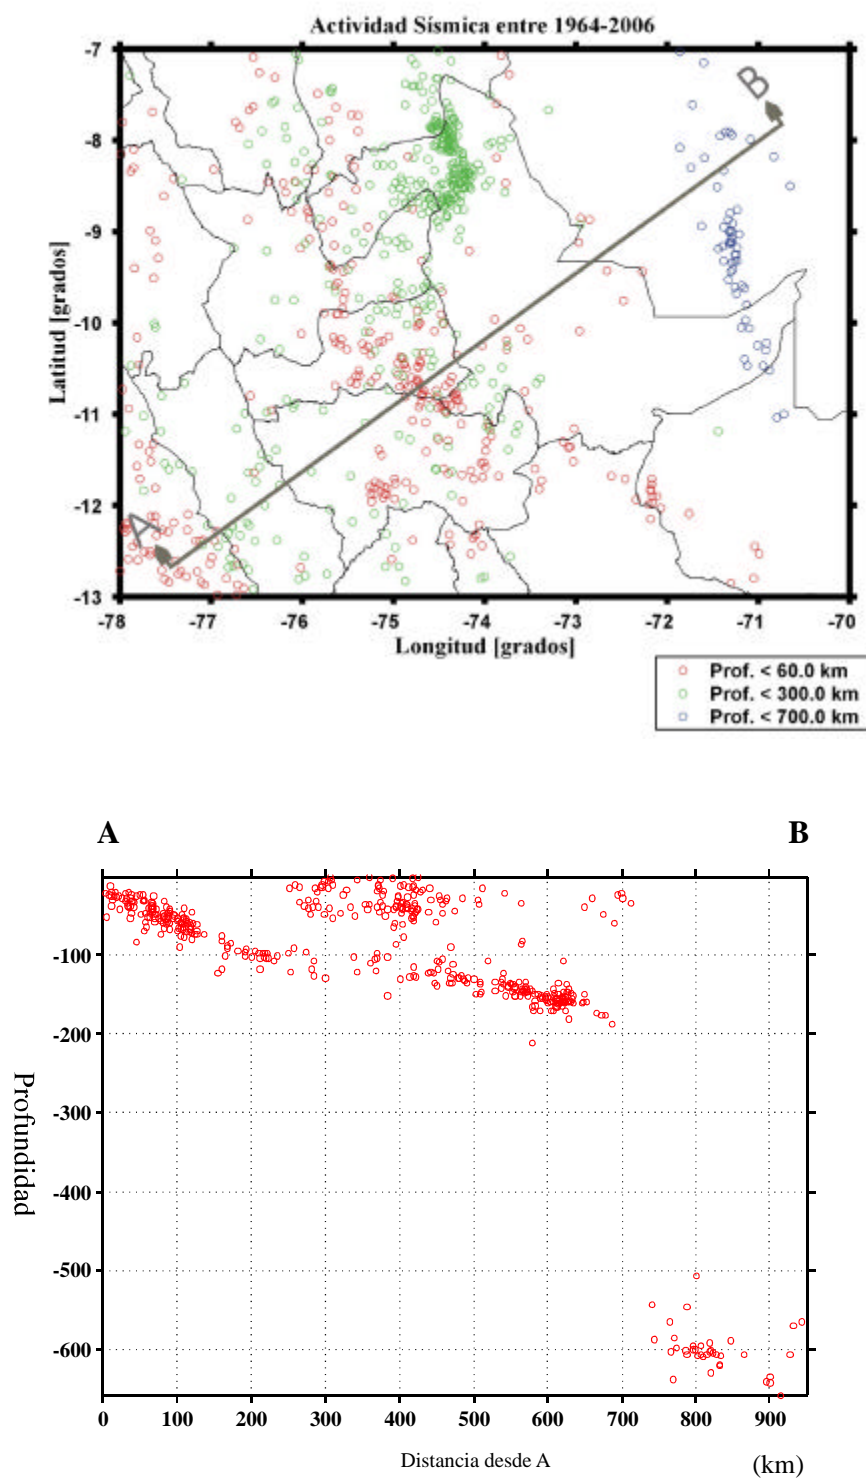 Actividad Sísmica entre 1964-2006
-7
-8
-9
-10
-11
-12
-13
Latitud [grados]
B
A
-78 -77 -76 -75 -74 -73 -72 -71 -70
Longitud [grados]
Prof. < 60.0 km
Prof. < 300.0 km
Prof. < 700.0 km
A B
-100
-200
-300
-400
-500
-600
Profundidad
0 100 200 300 400 500 600 700 800 900
Distancia desde A (km)